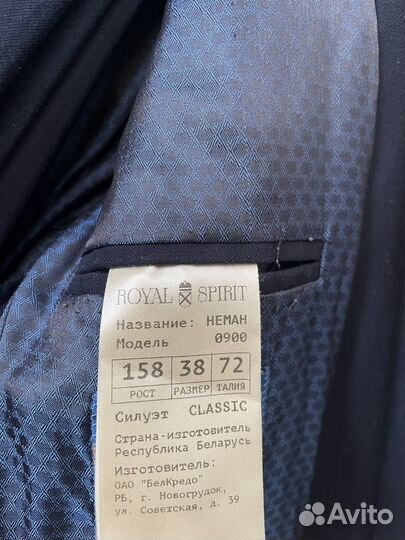 ROYAL SPIRIT
Название: НЕМАН
Модель 0900
158 38 72
РОСТ РАЗМЕР ТАЛИЯ
Силуэт CLASSIC
Страна-изготовитель
Республика Беларусь
Изготовитель:
ОАО "БелКредо"
РБ, г. Новогрудок,
ул. Советская, д. 39
Avito